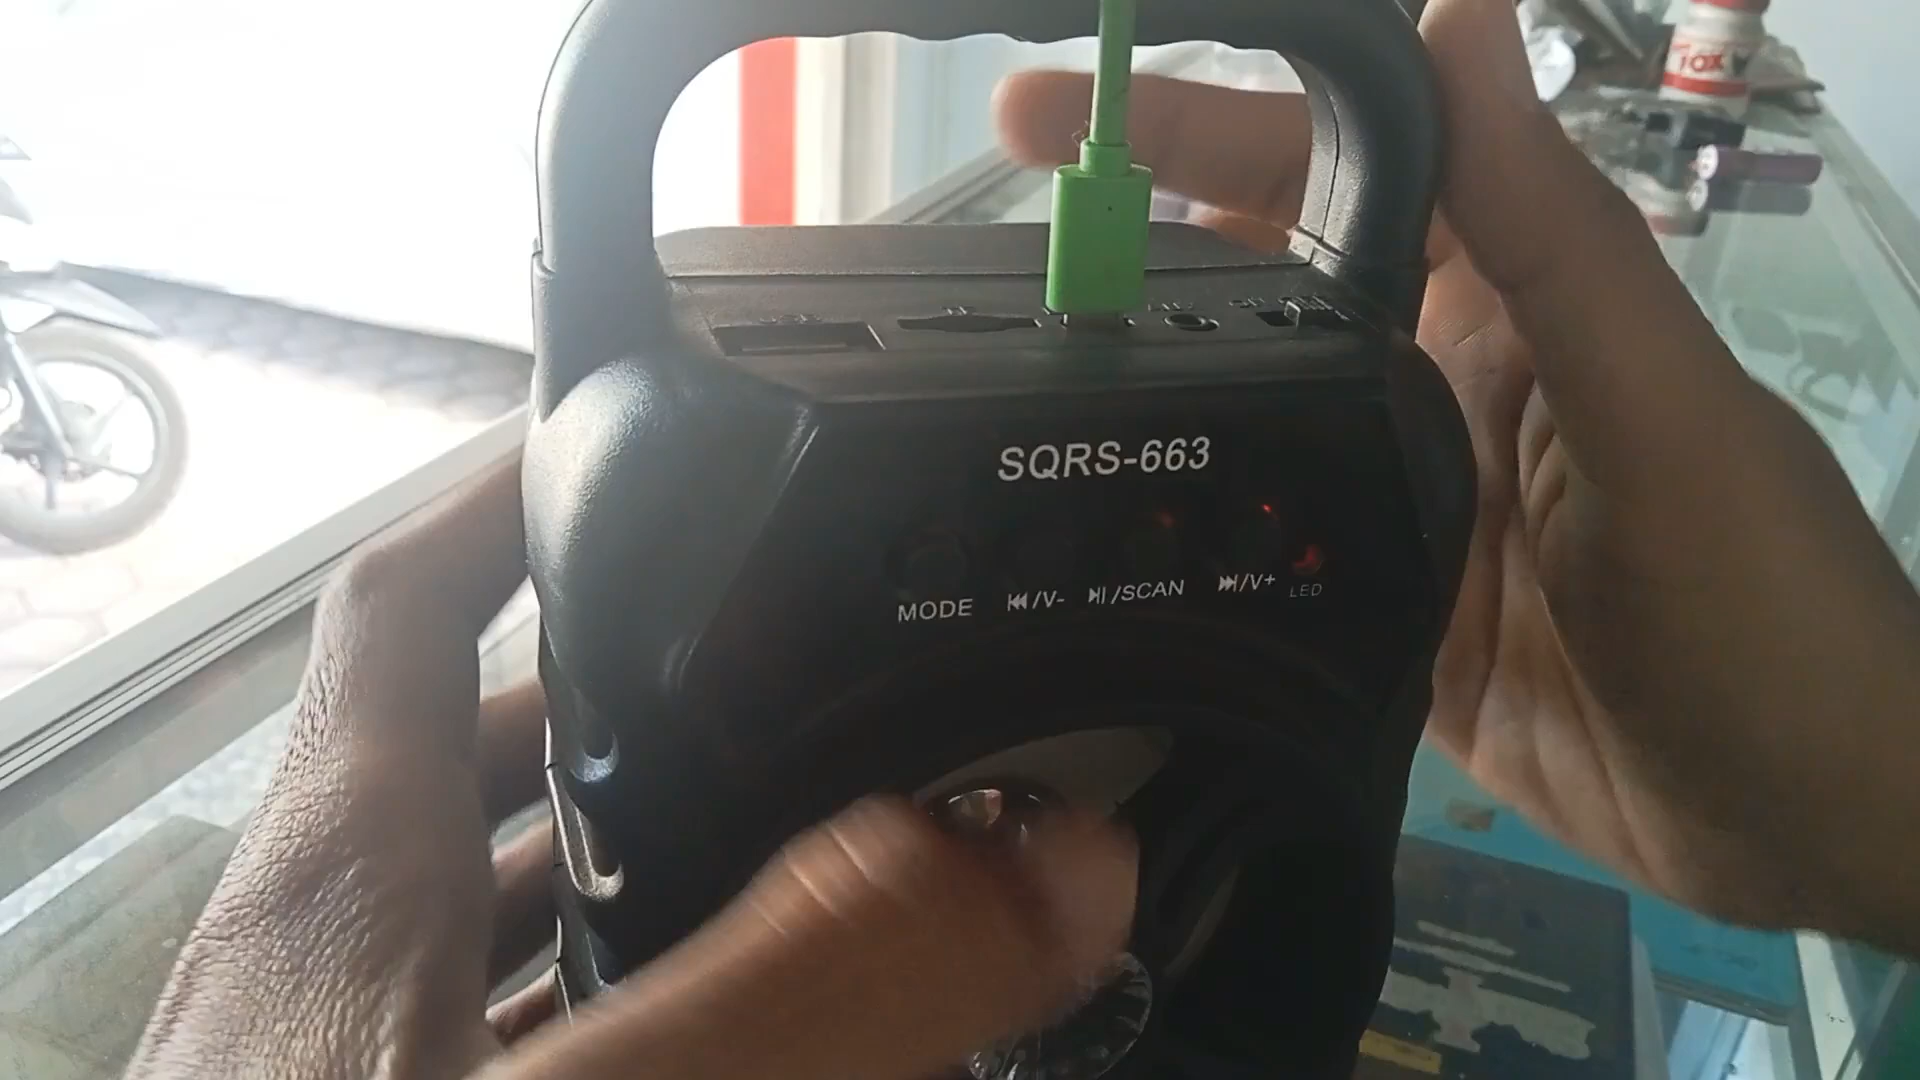 SQRS-663
MODE
⏮/V-
⏯/SCAN
⏭/V+
LED